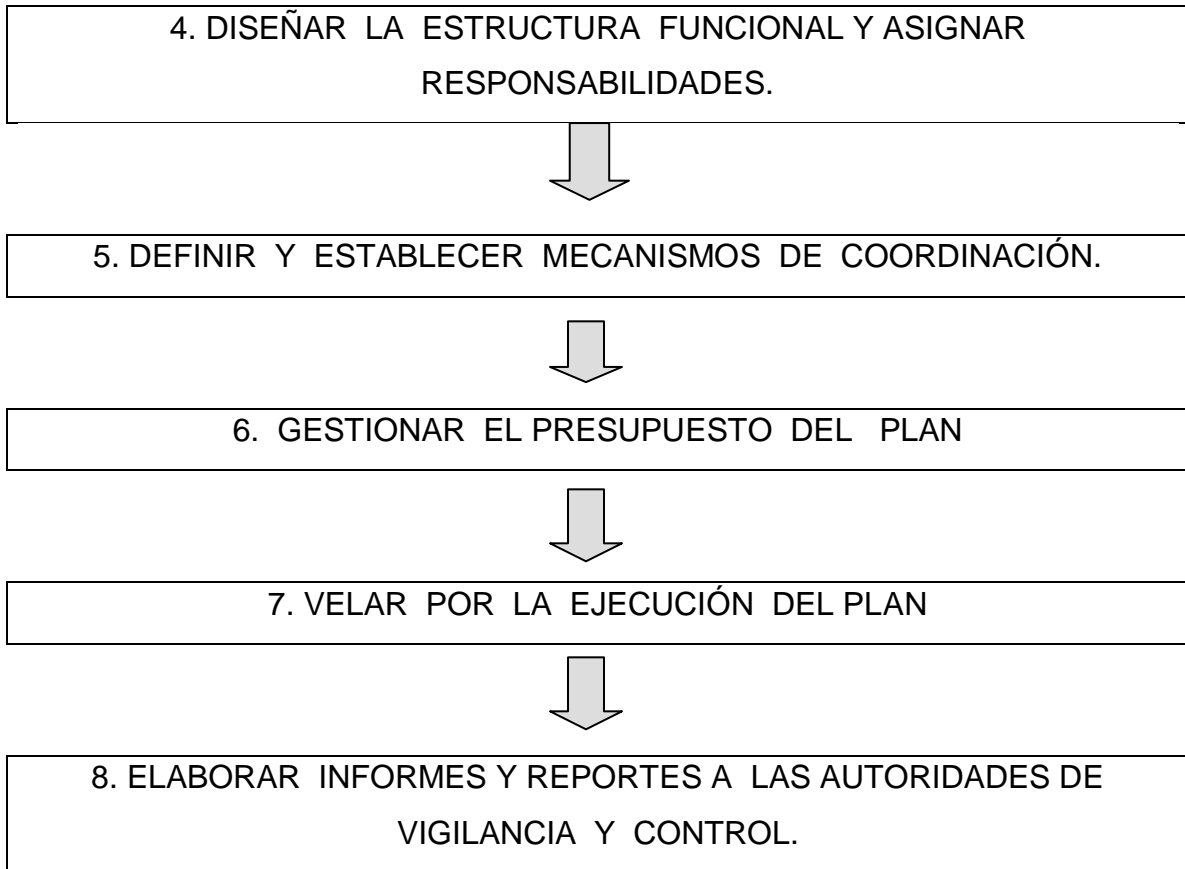 4. DISEÑAR LA ESTRUCTURA FUNCIONAL Y ASIGNAR
RESPONSABILIDADES.
5. DEFINIR Y ESTABLECER MECANISMOS DE COORDINACIÓN.
6. GESTIONAR EL PRESUPUESTO DEL PLAN
7. VELAR POR LA EJECUCIÓN DEL PLAN
8. ELABORAR INFORMES Y REPORTES A LAS AUTORIDADES DE
VIGILANCIA Y CONTROL.